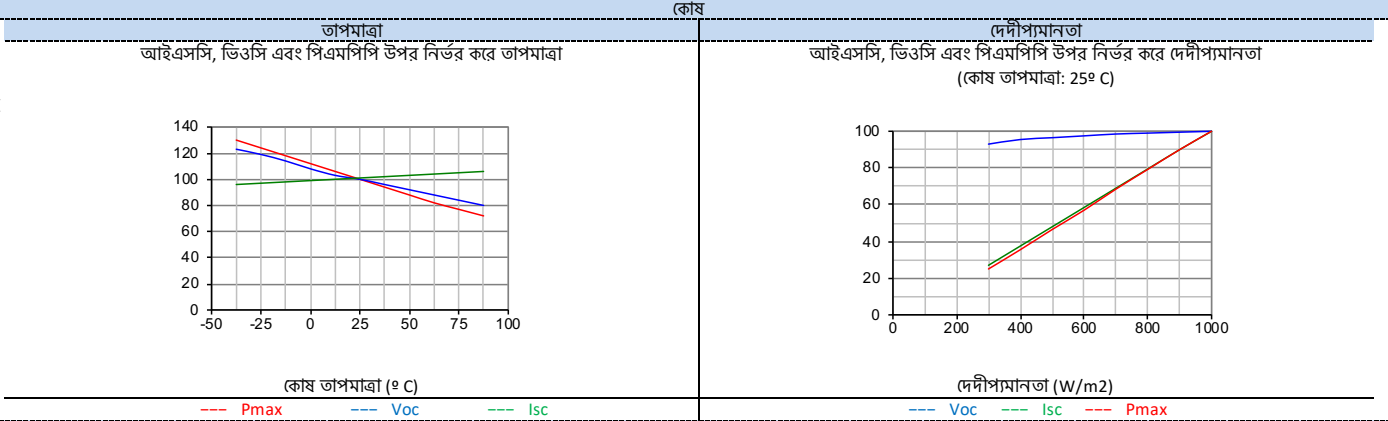 কোষ
তাপমাত্রা
আইএসসি, ভিওসি এবং পিএমপিপি উপর নির্ভর করে তাপমাত্রা
140
120
100
80
60
40
20
0
-50 -25 0 25 50 75 100
কোষ তাপমাত্রা (º C)
--- Pmax --- Voc --- Isc
দেদীপ্যমানতা
আইএসসি, ভিওসি এবং পিএমপিপি উপর নির্ভর করে দেদীপ্যমানতা
(কোষ তাপমাত্রা: 25º C)
100
80
60
40
20
0
0 200 400 600 800 1000
দেদীপ্যমানতা (W/m2)
--- Voc --- Isc --- Pmax